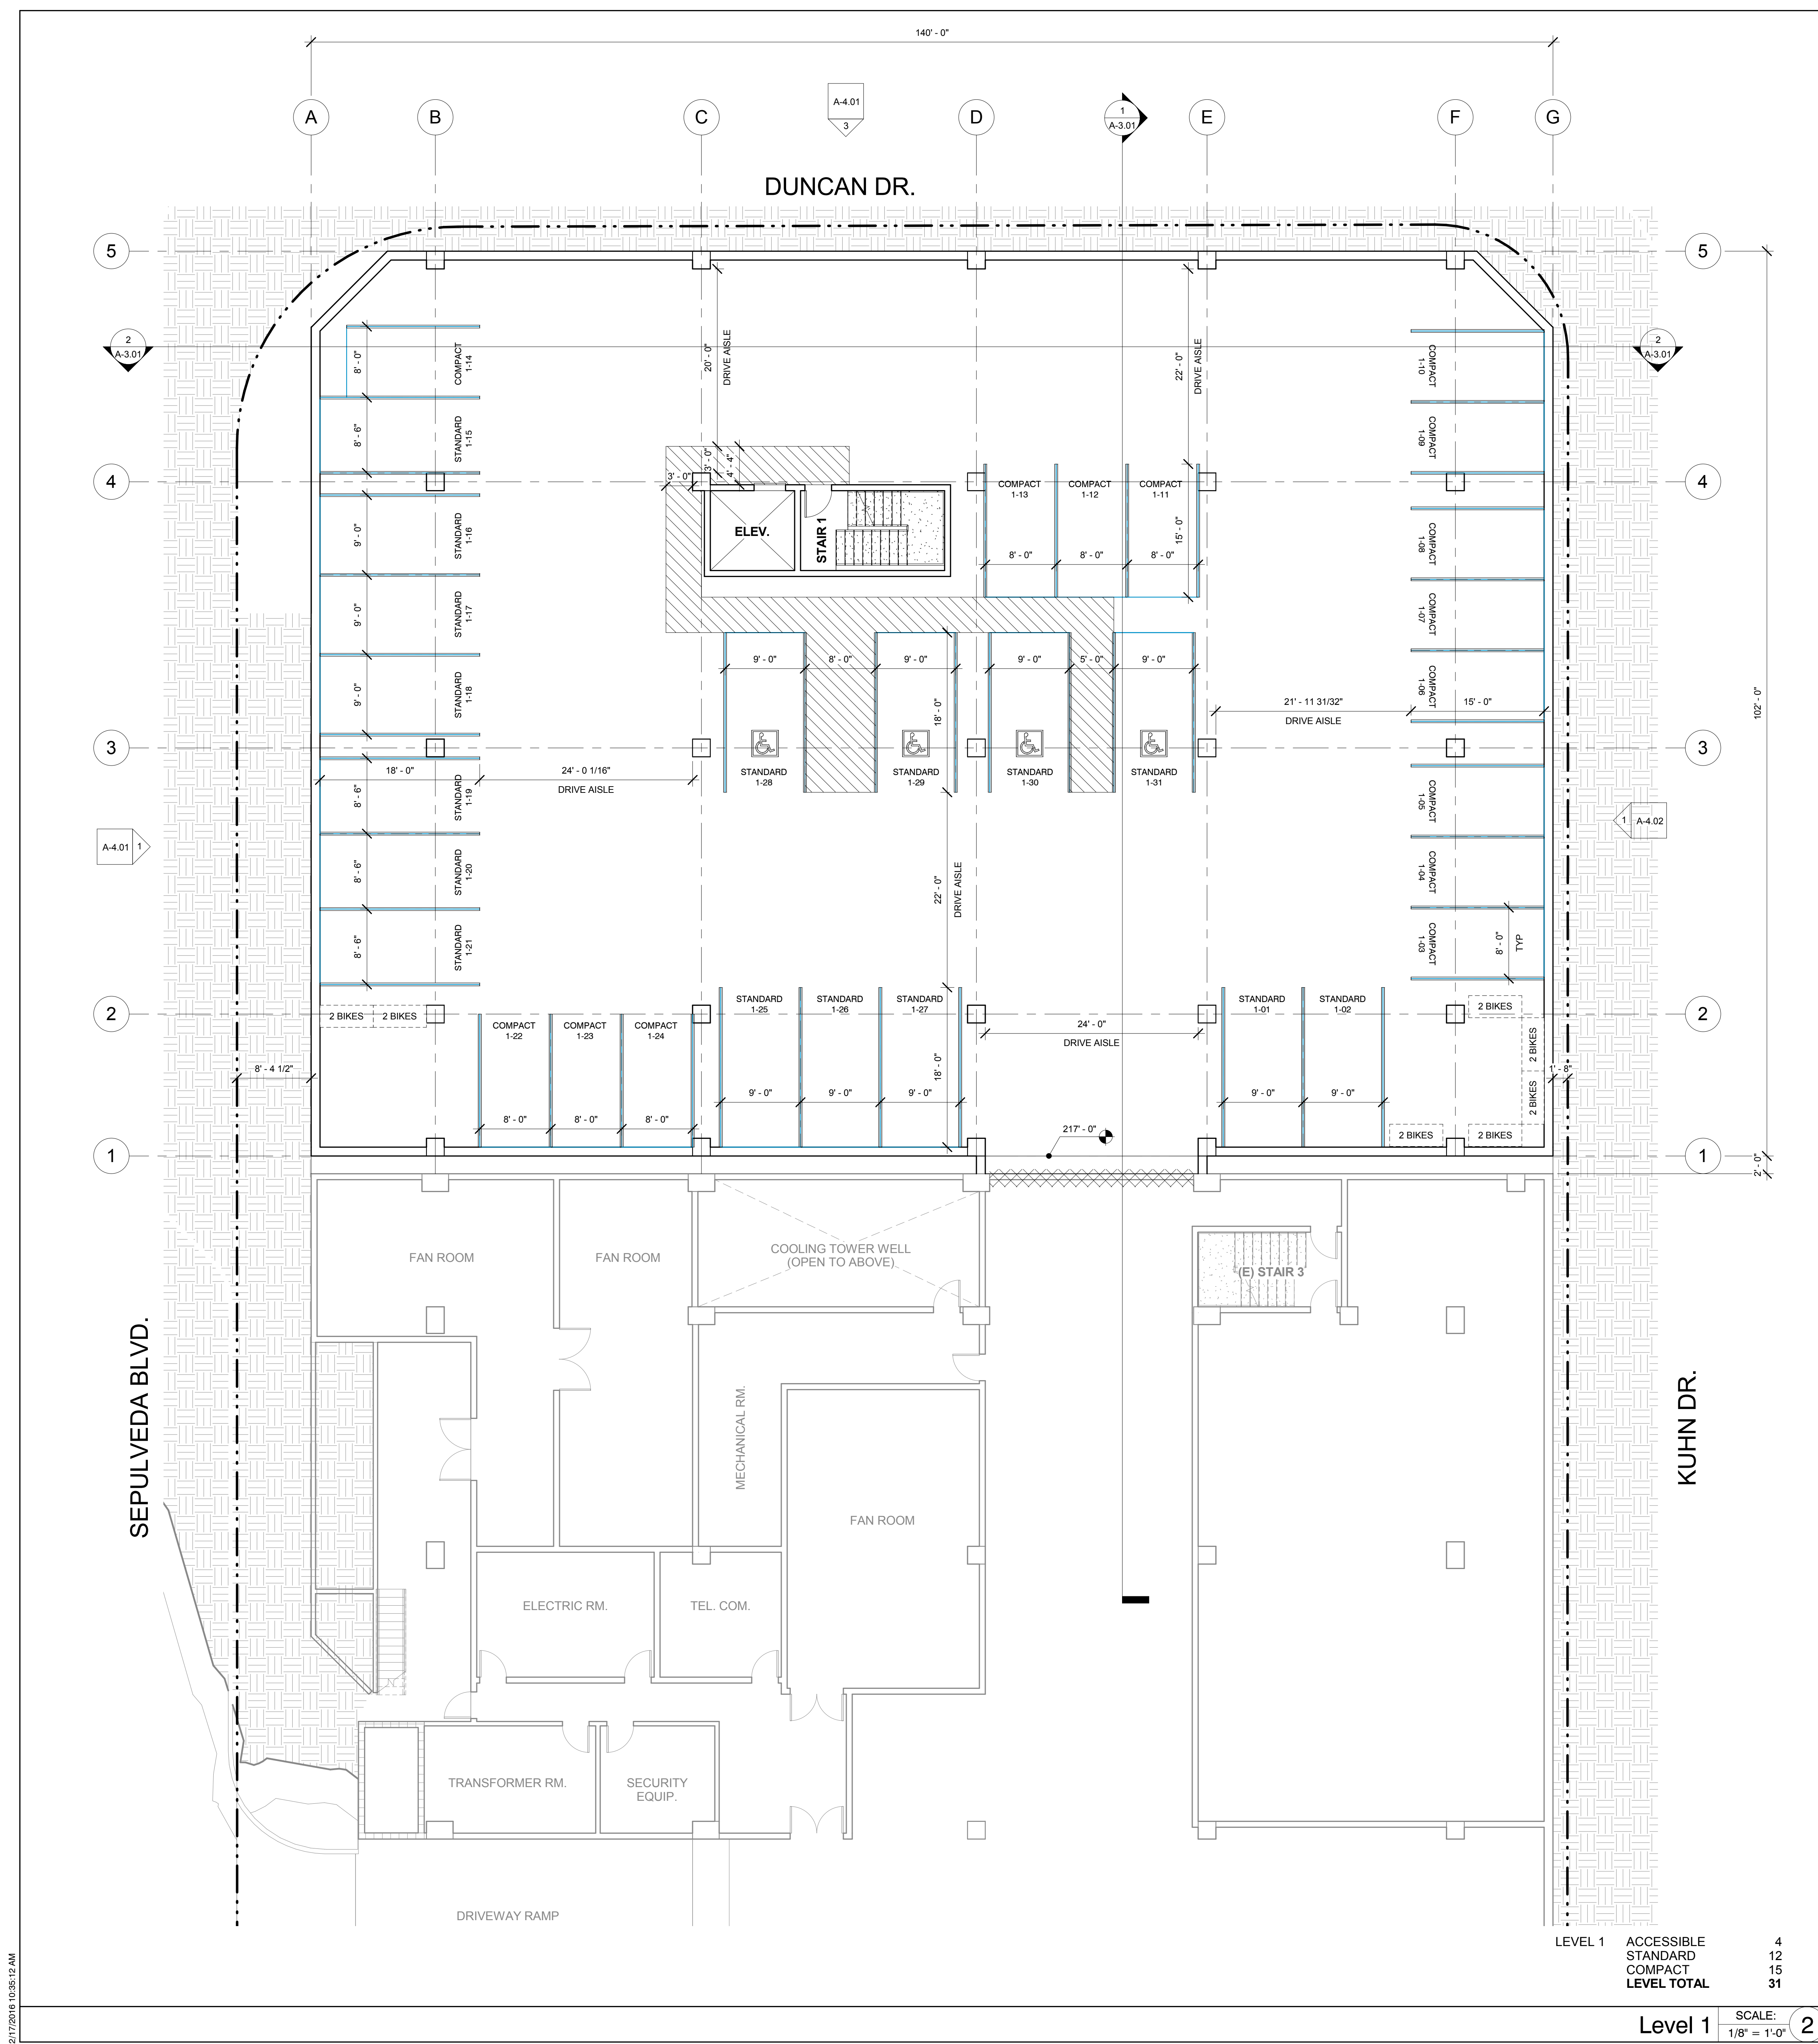 140' - 0"
A-4.01
3
1
A-3.01
A
B
C
D
E
F
G
DUNCAN DR.
5
5
2
A-3.01
2
A-3.01
8' - 0"
COMPACT
1-14
20' - 0"
DRIVE AISLE
22' - 0"
DRIVE AISLE
COMPACT
1-10
8' - 6"
STANDARD
1-15
COMPACT
1-09
3' - 0"
3' - 0"
4' - 4"
4
4
COMPACT
1-13
COMPACT
1-12
COMPACT
1-11
15' - 0"
8' - 0"
8' - 0"
8' - 0"
ELEV.
STAIR 1
9' - 0"
STANDARD
1-16
COMPACT
1-08
9' - 0"
STANDARD
1-17
COMPACT
1-07
9' - 0"
STANDARD
1-18
COMPACT
1-06
9' - 0"
8' - 0"
9' - 0"
9' - 0"
5' - 0"
9' - 0"
18' - 0"
21' - 11 31/32"
DRIVE AISLE
15' - 0"
102' - 0"
3
3
18' - 0"
24' - 0 1/16"
DRIVE AISLE
STANDARD
1-28
STANDARD
1-29
STANDARD
1-30
STANDARD
1-31
8' - 6"
STANDARD
1-19
COMPACT
1-05
A-4.01
1
1
A-4.02
8' - 6"
STANDARD
1-20
22' - 0"
DRIVE AISLE
COMPACT
1-04
8' - 6"
STANDARD
1-21
COMPACT
1-03
8' - 0"
TYP
2
2
2 BIKES
2 BIKES
COMPACT
1-22
COMPACT
1-23
COMPACT
1-24
STANDARD
1-25
STANDARD
1-26
STANDARD
1-27
24' - 0"
DRIVE AISLE
STANDARD
1-01
STANDARD
1-02
2 BIKES
2 BIKES
2 BIKES
8' - 4 1/2"
18' - 0"
1' - 8"
8' - 0"
8' - 0"
8' - 0"
9' - 0"
9' - 0"
9' - 0"
9' - 0"
9' - 0"
217' - 0"
2 BIKES
2 BIKES
1
1
2' - 0"
FAN ROOM
FAN ROOM
COOLING TOWER WELL
(OPEN TO ABOVE)
(E) STAIR 3
SEPULVEDA BLVD.
KUHN DR.
MECHANICAL RM.
FAN ROOM
ELECTRIC RM.
TEL. COM.
TRANSFORMER RM.
SECURITY
EQUIP.
DRIVEWAY RAMP
LEVEL 1 ACCESSIBLE 4
STANDARD 12
COMPACT 15
LEVEL TOTAL 31
2/17/2016 10:35:12 AM
Level 1
SCALE:
1/8" = 1'-0"
2